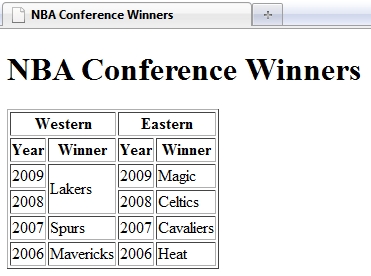 NBA Conference Winners
NBA Conference Winners
Western Eastern
Year Winner Year Winner
2009 Lakers 2009 Magic
2008 2008 Celtics
2007 Spurs 2007 Cavaliers
2006 Mavericks 2006 Heat